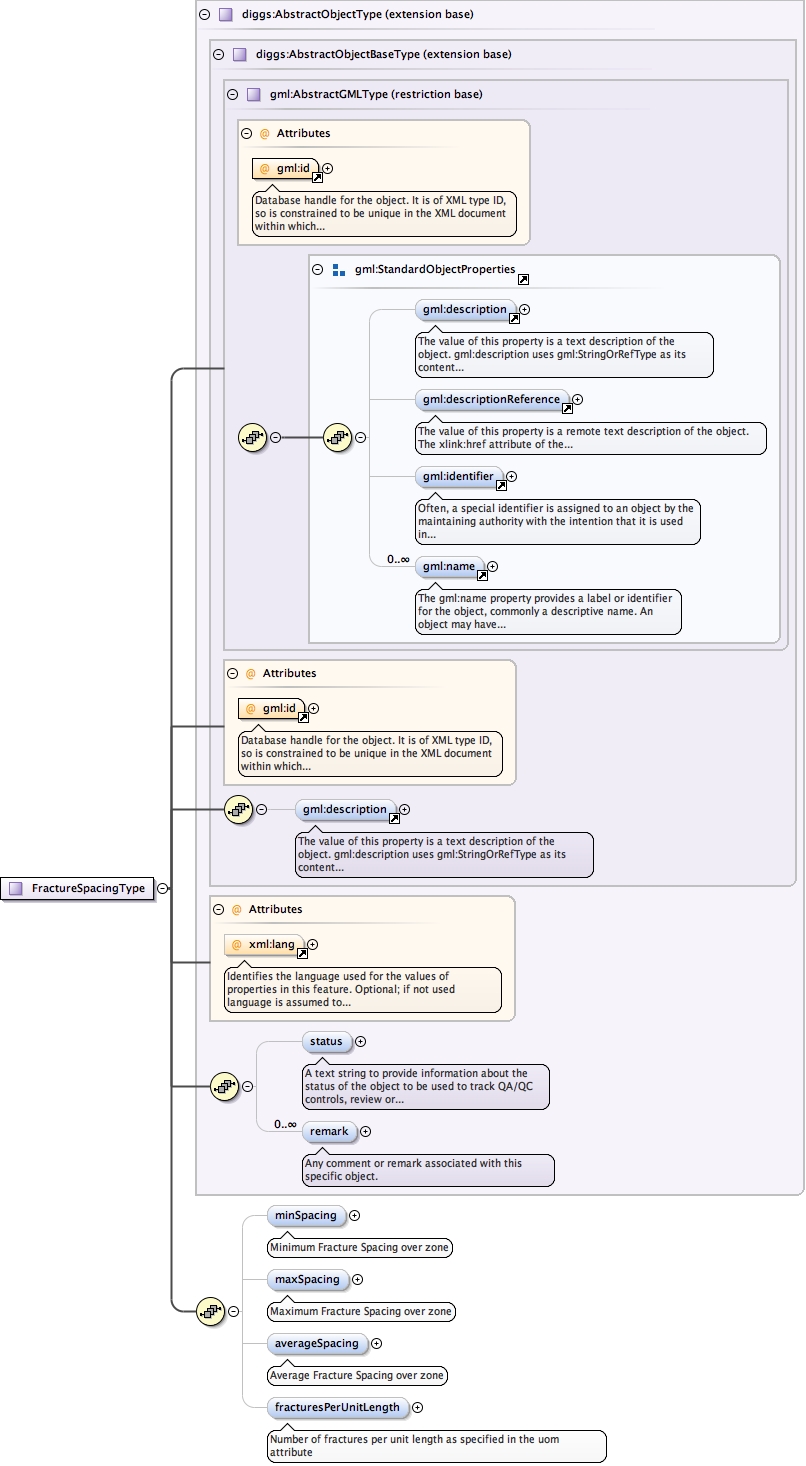 diggs:AbstractObjectType (extension base)
diggs:AbstractObjectBaseType (extension base)
gml:AbstractGMLType (restriction base)
@ Attributes
@ gml:id
Database handle for the object. It is of XML type ID,
so is constrained to be unique in the XML document
within which...
gml:StandardObjectProperties
gml:description
The value of this property is a text description of the
object. gml:description uses gml:StringOrRefType as its
content...
gml:descriptionReference
The value of this property is a remote text description of the object.
The xlink:href attribute of the...
gml:identifier
Often, a special identifier is assigned to an object by the
maintaining authority with the intention that it is used
in...
0..∞
gml:name
The gml:name property provides a label or identifier
for the object, commonly a descriptive name. An
object may have...
@ Attributes
@ gml:id
Database handle for the object. It is of XML type ID,
so is constrained to be unique in the XML document
within which...
gml:description
The value of this property is a text description of the
object. gml:description uses gml:StringOrRefType as its
content...
FractureSpacingType
@ Attributes
@ xml:lang
Identifies the language used for the values of
properties in this feature. Optional; if not used
language is assumed to...
status
A text string to provide information about the
status of the object to be used to track QA/QC
controls, review or...
0..∞
remark
Any comment or remark associated with this
specific object.
minSpacing
Minimum Fracture Spacing over zone
maxSpacing
Maximum Fracture Spacing over zone
averageSpacing
Average Fracture Spacing over zone
fracturesPerUnitLength
Number of fractures per unit length as specified in the uom
attribute